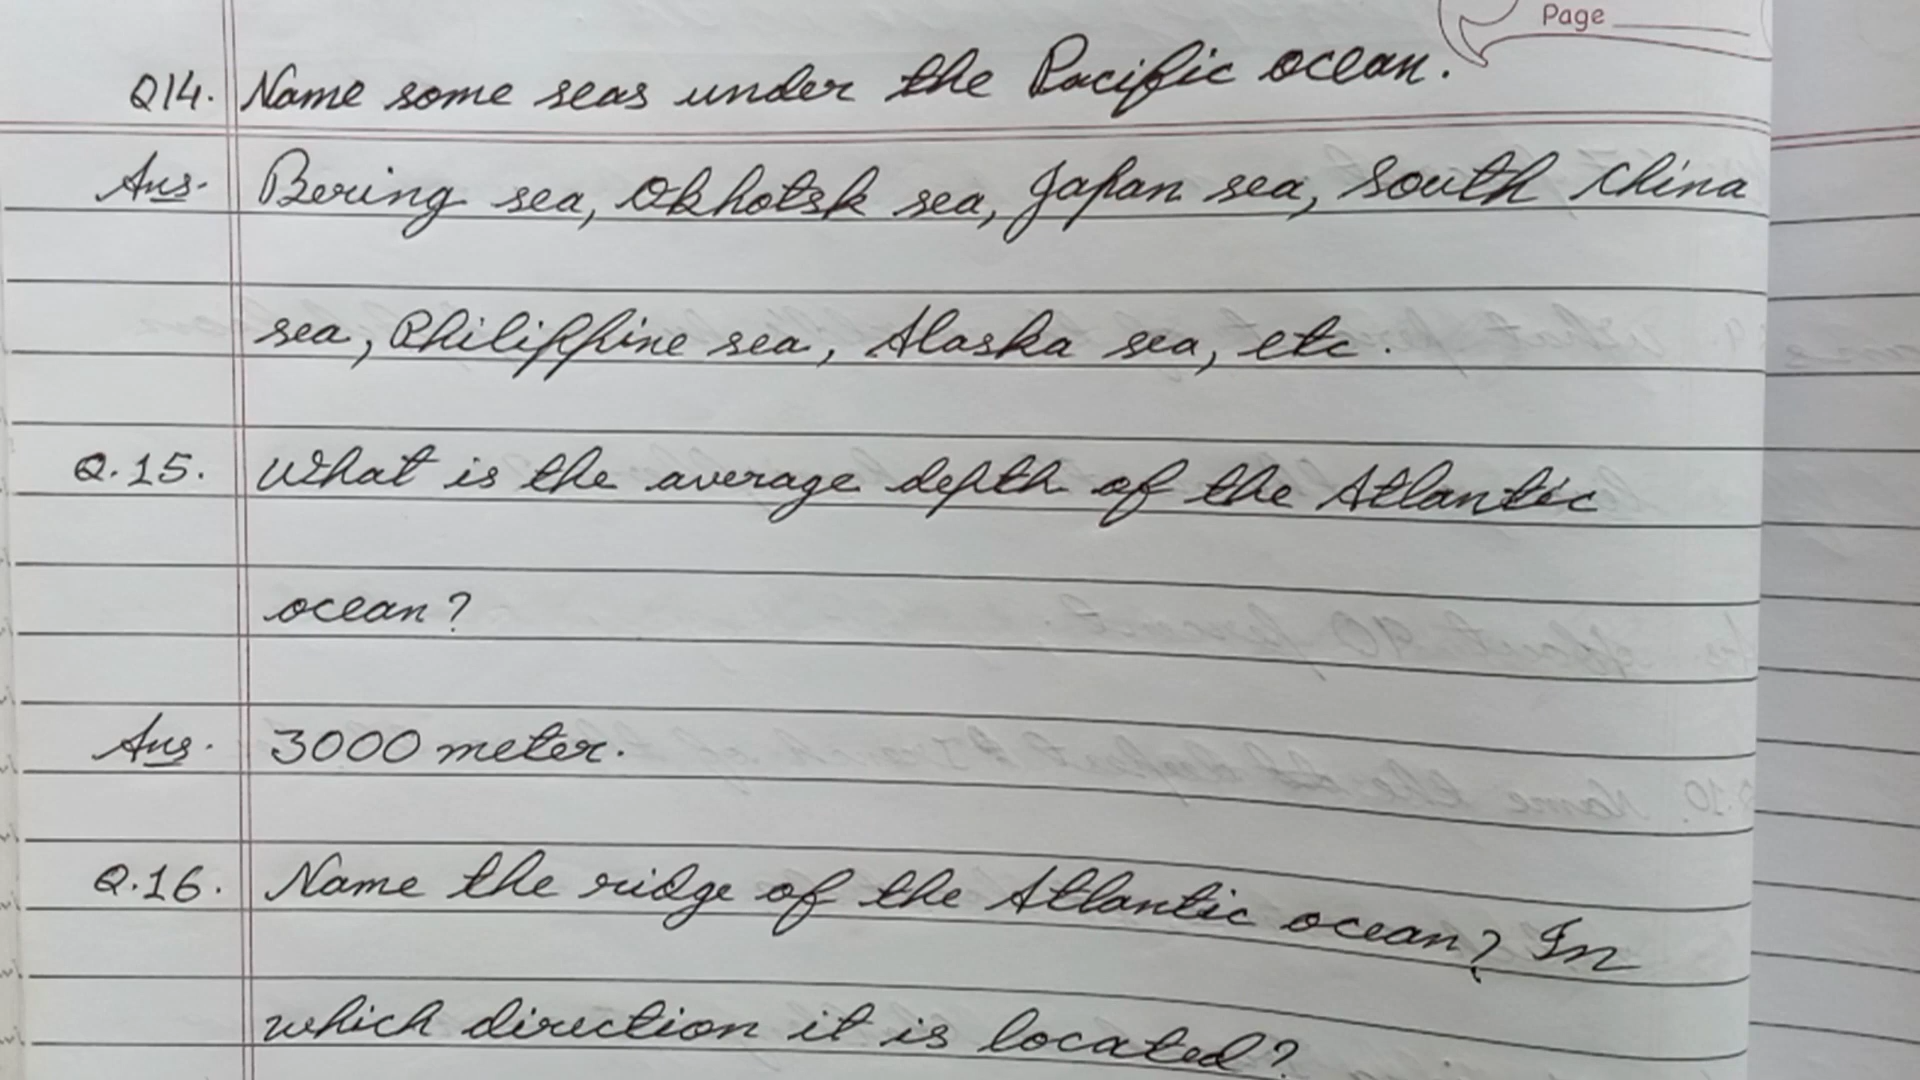 Page
Q14. Name some seas under the Pacific ocean.
Ans. Bering sea, Okhotsk sea, Japan sea, South China
sea, Philippine sea, Alaska sea, etc.
Q.15. What is the average depth of the Atlantic
ocean?
Ans. 3000 meter.
Q.16. Name the ridge of the Atlantic ocean? In
which direction it is located?